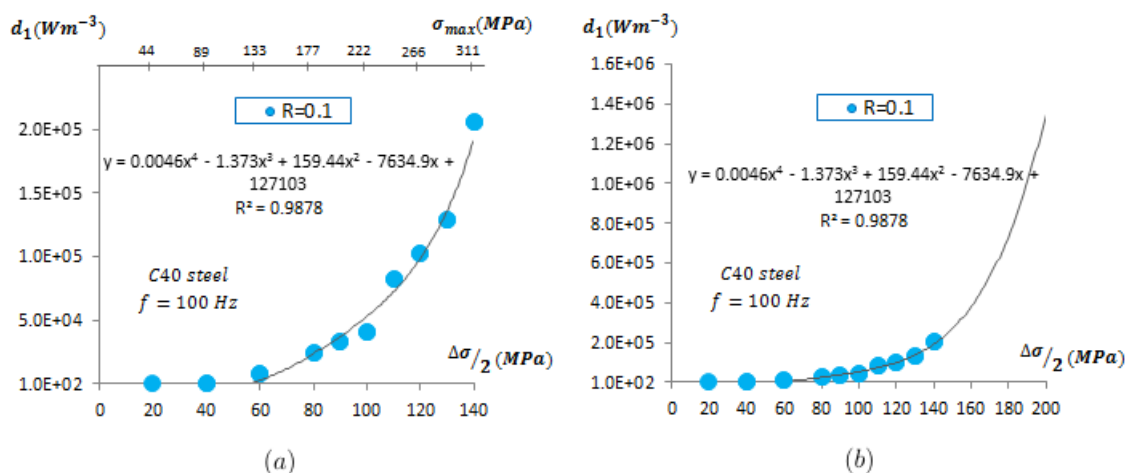 d₁(Wm⁻³)
σmax(MPa)
44 89 133 177 222 266 311
R=0.1
2.0E+05
y = 0.0046x⁴ - 1.373x³ + 159.44x² - 7634.9x +
127103
R² = 0.9878
1.5E+05
1.0E+05
C40 steel
f = 100 Hz
5.0E+04
Δσ/2 (MPa)
1.0E+02
0 20 40 60 80 100 120 140
(a)
d₁(Wm⁻³)
1.6E+06
1.4E+06
R=0.1
1.2E+06
y = 0.0046x⁴ - 1.373x³ + 159.44x² - 7634.9x +
127103
R² = 0.9878
1.0E+06
8.0E+05
6.0E+05
C40 steel
f = 100 Hz
4.0E+05
2.0E+05
Δσ/2 (MPa)
1.0E+02
0 20 40 60 80 100 120 140 160 180 200
(b)